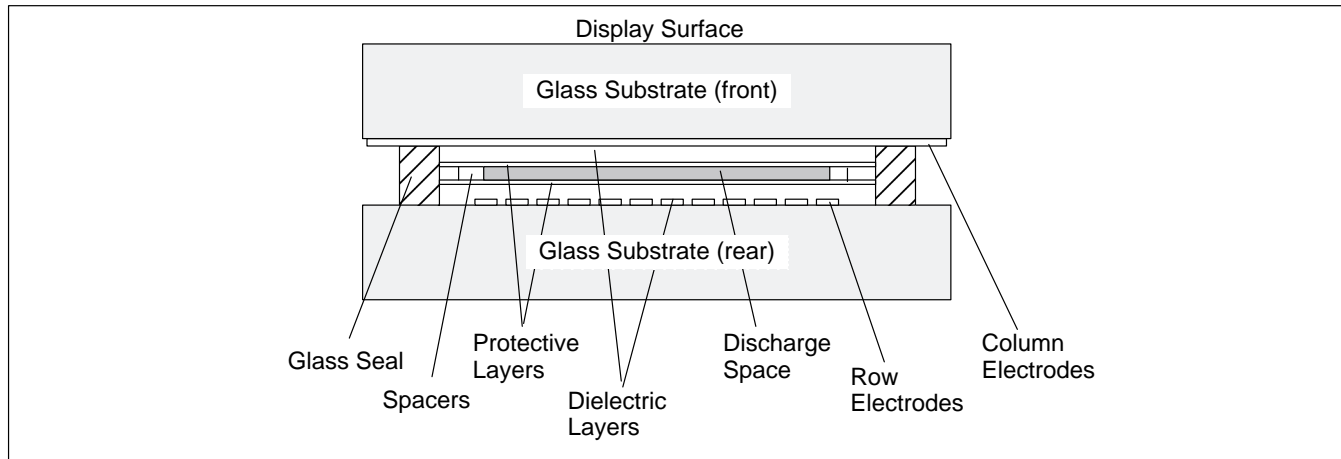 Display Surface
Glass Substrate (front)
Glass Substrate (rear)
Glass Seal
Spacers
Protective
Layers
Dielectric
Layers
Discharge
Space
Row
Electrodes
Column
Electrodes